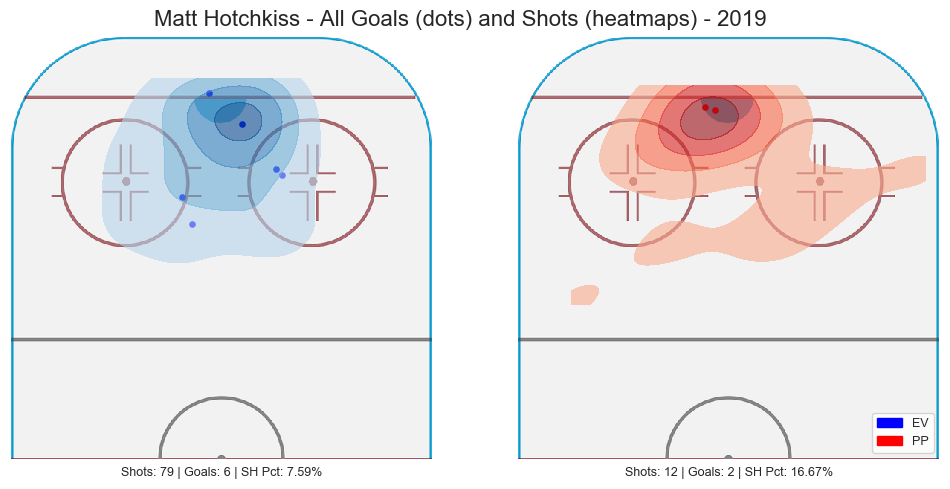 Matt Hotchkiss - All Goals (dots) and Shots (heatmaps) - 2019
EV
PP
Shots: 79 | Goals: 6 | SH Pct: 7.59%
Shots: 12 | Goals: 2 | SH Pct: 16.67%